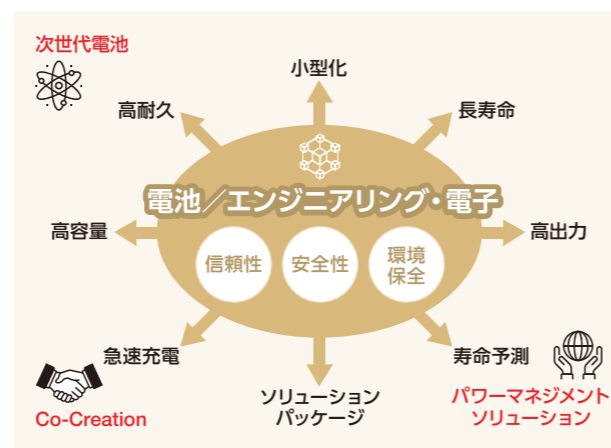 次世代電池
小型化
高耐久
長寿命
電池／エンジニアリング・電子
高容量
高出力
信頼性
安全性
環境
保全
急速充電
寿命予測
ソリューション
パッケージ
Co-Creation
パワーマネジメント
ソリューション